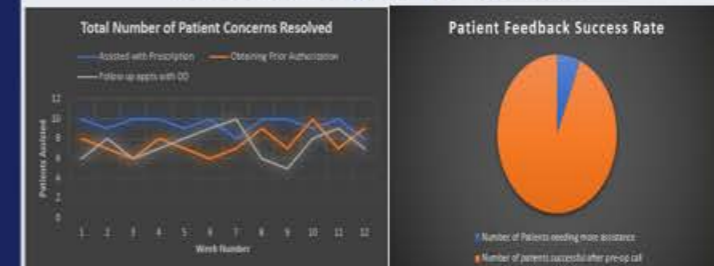 Total Number of Patient Concerns Resolved
Assisted with Prescription
Obtaining Prior Authorization
Follow up appts with OD
Patients Assisted
12
10
8
6
4
2
0
1 2 3 4 5 6 7 8 9 10 11 12
Week Number
Patient Feedback Success Rate
Number of Patients needing more assistance
Number of patients successful after pre-op call